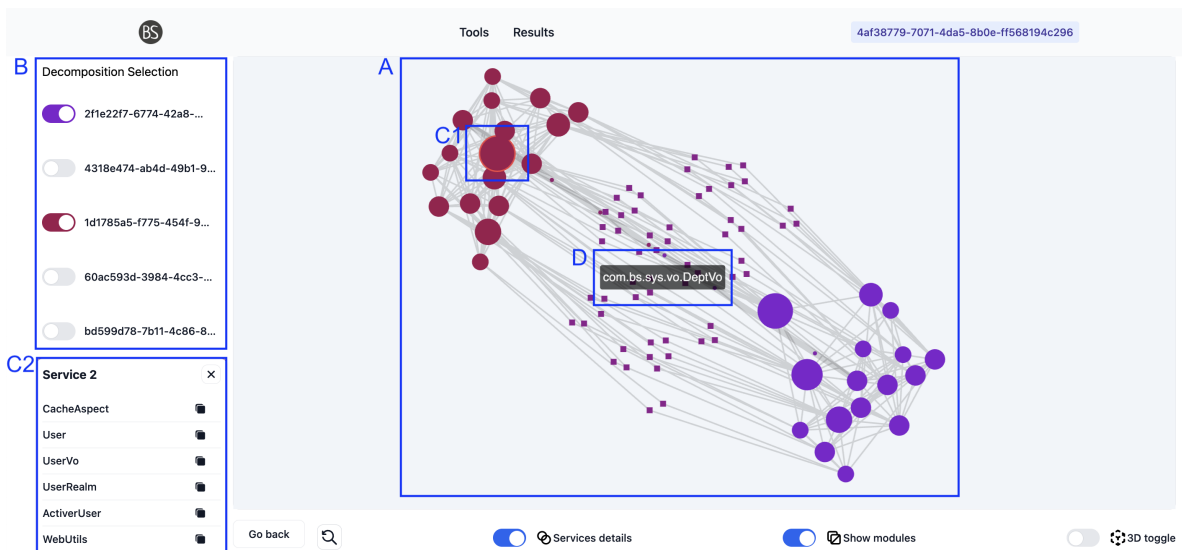 BS
Tools
Results
4af38779-7071-4da5-8b0e-ff568194c296
B
Decomposition Selection
2f1e22f7-6774-42a8-...
4318e474-ab4d-49b1-9...
1d1785a5-f775-454f-9...
60ac593d-3984-4cc3-...
bd599d78-7b11-4c86-8...
A
C1
D
com.bs.sys.vo.DeptVo
C2
Service 2
CacheAspect
User
UserVo
UserRealm
ActiverUser
WebUtils
Go back
Services details
Show modules
3D toggle